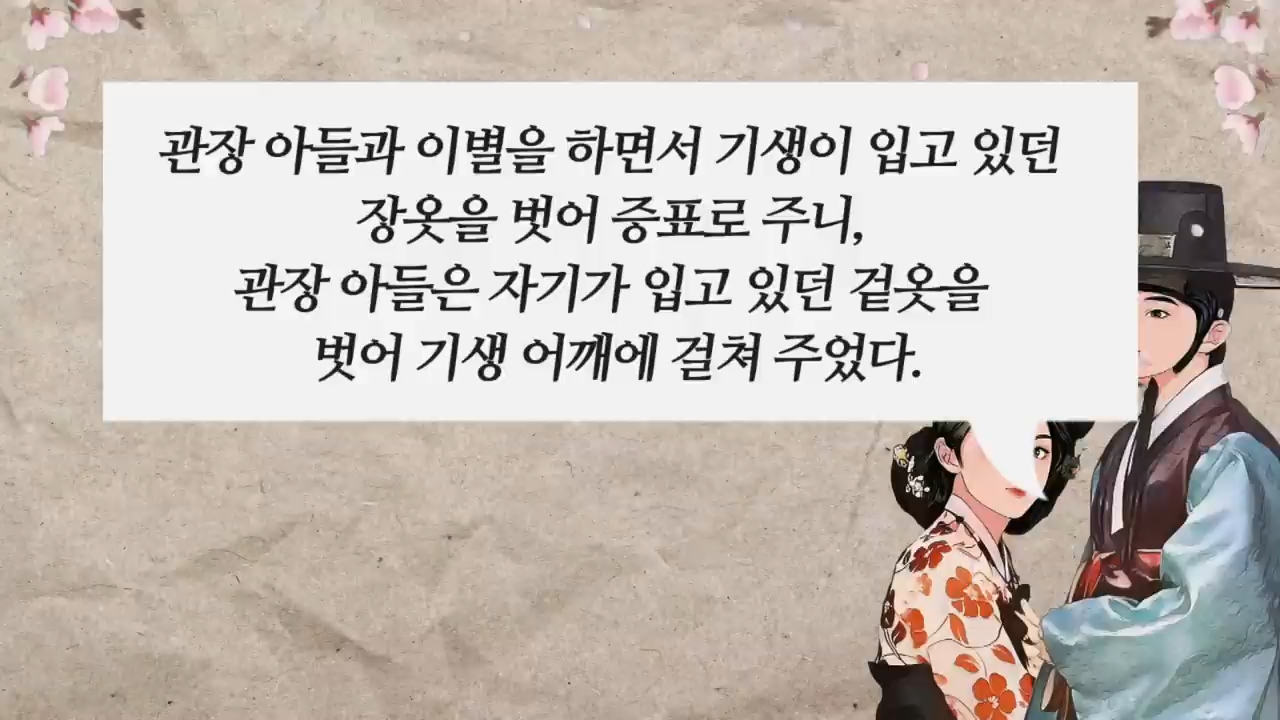 관장 아들과 이별을 하면서 기생이 입고 있던
장옷을 벗어 증표로 주니,
관장 아들은 자기가 입고 있던 겉옷을
벗어 기생 어깨에 걸쳐 주었다.